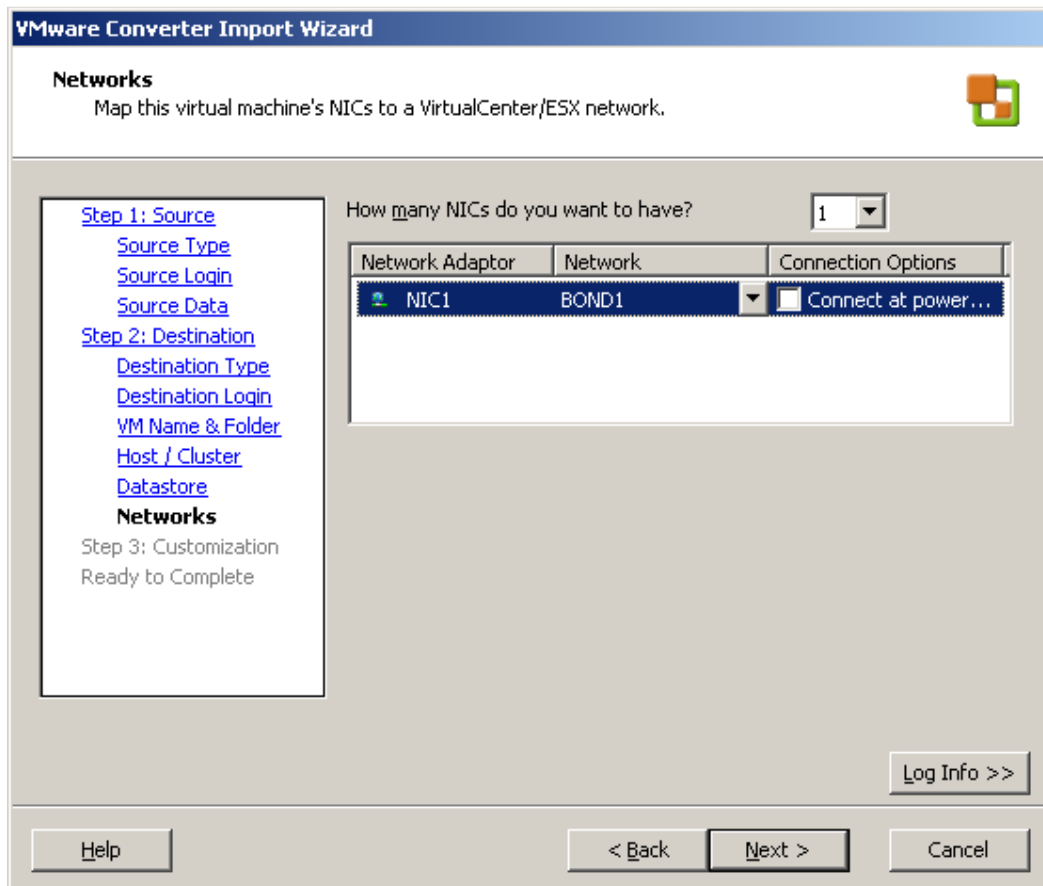 VMware Converter Import Wizard
Networks
Map this virtual machine's NICs to a VirtualCenter/ESX network.
Step 1: Source
Source Type
Source Login
Source Data
Step 2: Destination
Destination Type
Destination Login
VM Name & Folder
Host / Cluster
Datastore
Networks
Step 3: Customization
Ready to Complete
How many NICs do you want to have? 1
Network Adaptor Network Connection Options
NIC1 BOND1 Connect at power...
Log Info >>
Help < Back Next > Cancel